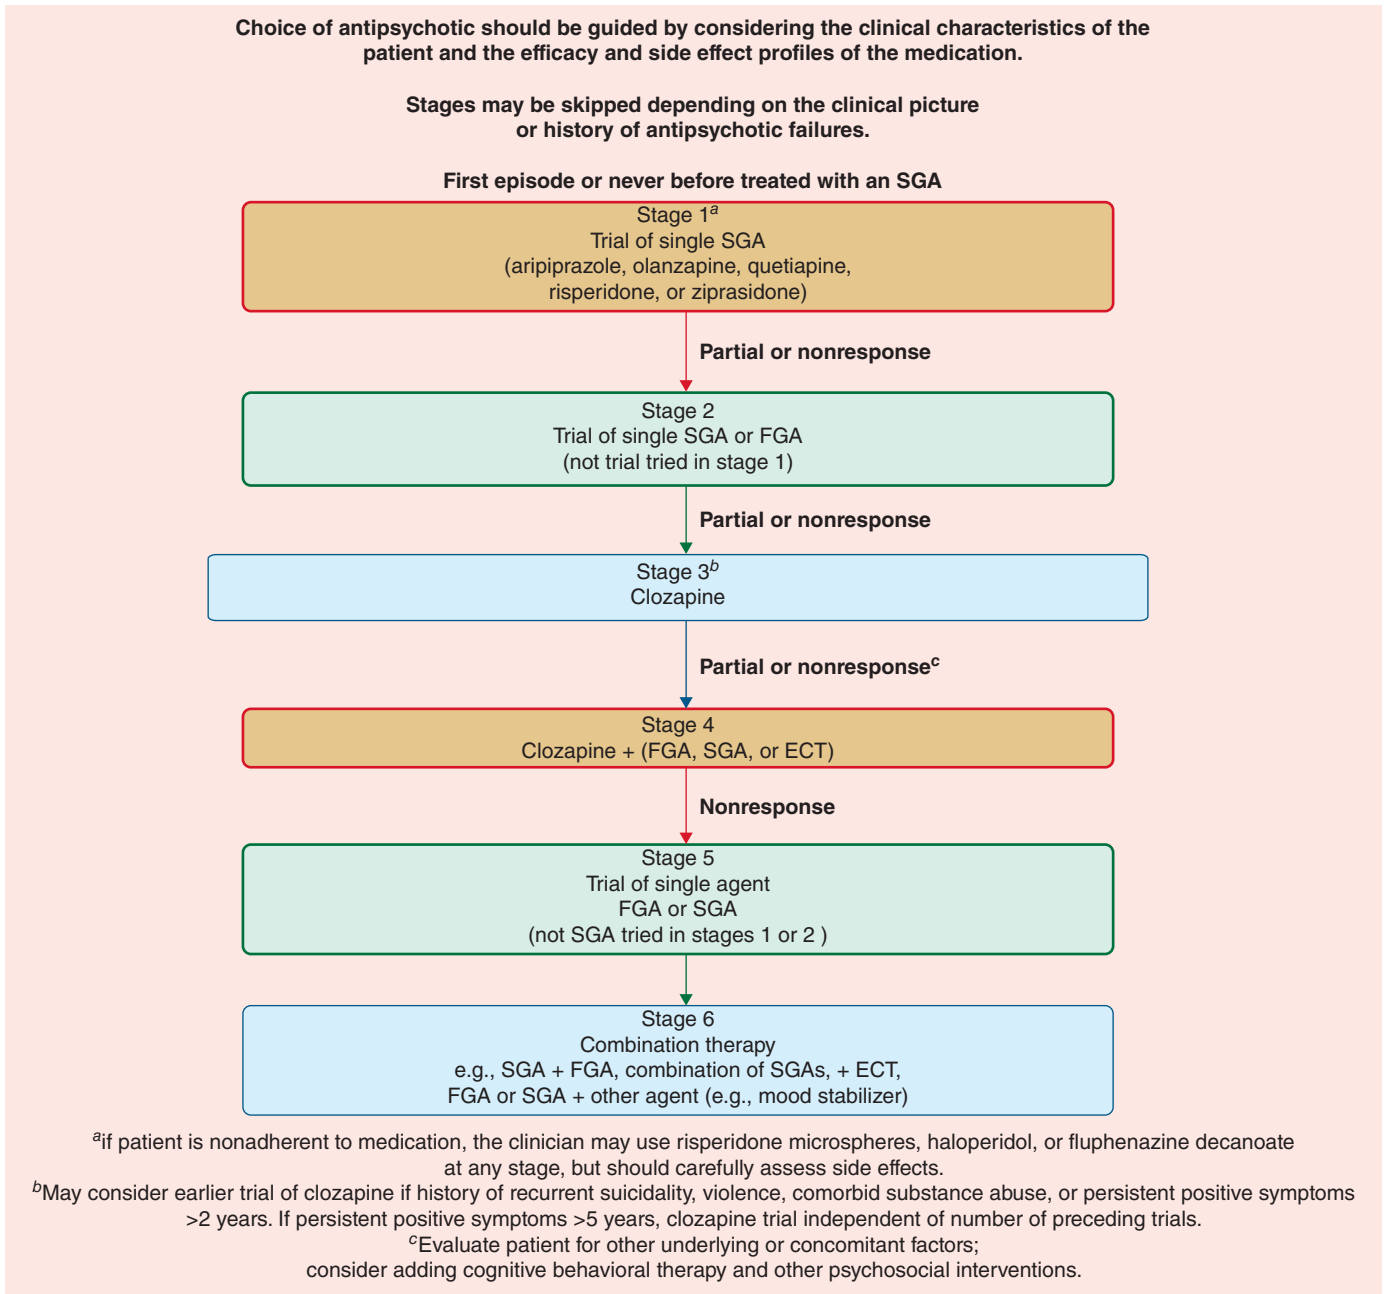 Choice of antipsychotic should be guided by considering the clinical characteristics of the
patient and the efficacy and side effect profiles of the medication.
Stages may be skipped depending on the clinical picture
or history of antipsychotic failures.
First episode or never before treated with an SGA
Stage 1a
Trial of single SGA
(aripiprazole, olanzapine, quetiapine,
risperidone, or ziprasidone)
Partial or nonresponse
Stage 2
Trial of single SGA or FGA
(not trial tried in stage 1)
Partial or nonresponse
Stage 3b
Clozapine
Partial or nonresponsec
Stage 4
Clozapine + (FGA, SGA, or ECT)
Nonresponse
Stage 5
Trial of single agent
FGA or SGA
(not SGA tried in stages 1 or 2 )
Stage 6
Combination therapy
e.g., SGA + FGA, combination of SGAs, + ECT,
FGA or SGA + other agent (e.g., mood stabilizer)
aif patient is nonadherent to medication, the clinician may use risperidone microspheres, haloperidol, or fluphenazine decanoate
at any stage, but should carefully assess side effects.
bMay consider earlier trial of clozapine if history of recurrent suicidality, violence, comorbid substance abuse, or persistent positive symptoms
>2 years. If persistent positive symptoms >5 years, clozapine trial independent of number of preceding trials.
cEvaluate patient for other underlying or concomitant factors;
consider adding cognitive behavioral therapy and other psychosocial interventions.